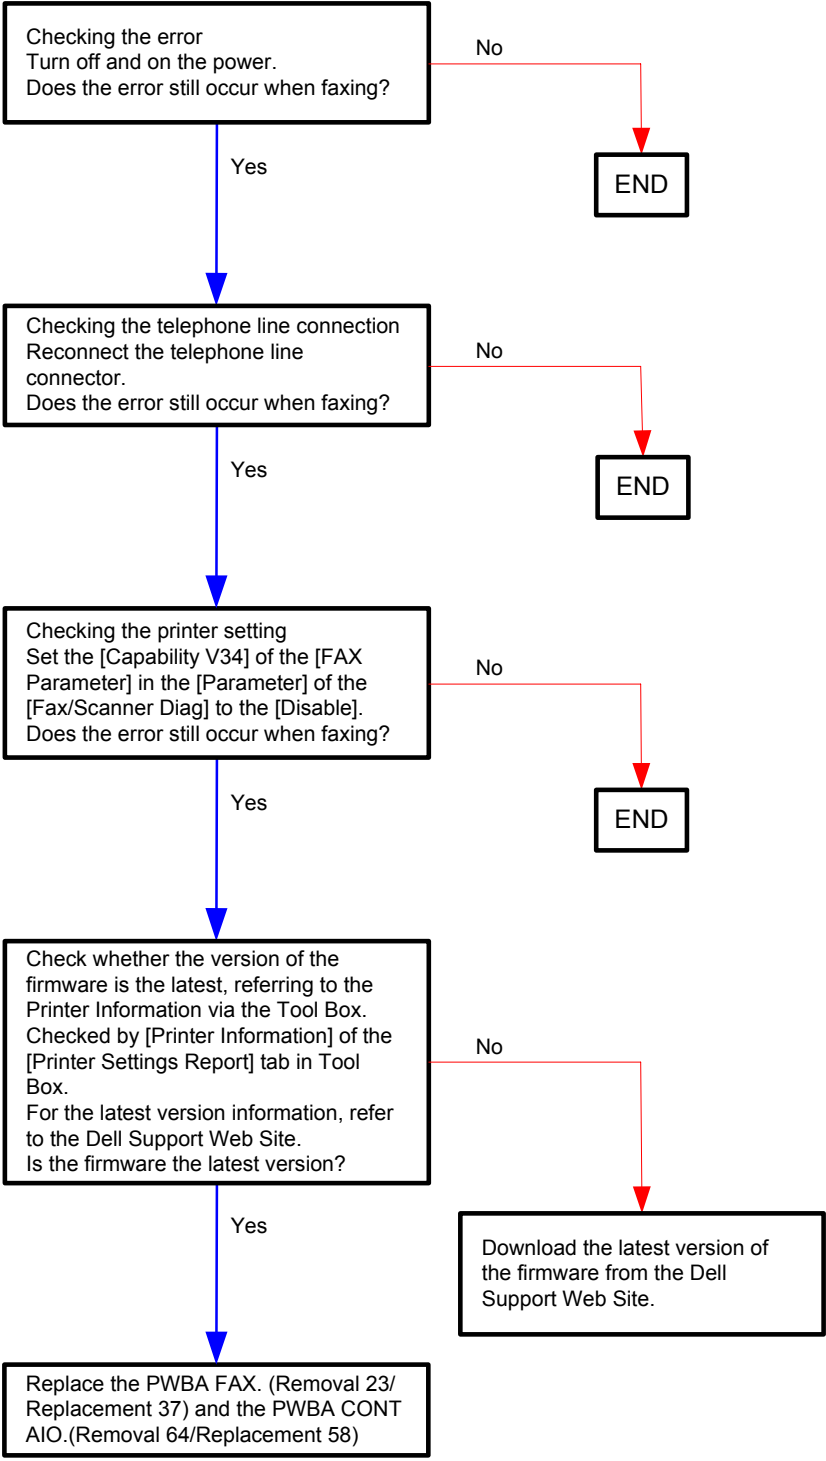 Checking the error
Turn off and on the power.
Does the error still occur when faxing?
No
END
Yes
Checking the telephone line connection
Reconnect the telephone line
connector.
Does the error still occur when faxing?
No
END
Yes
Checking the printer setting
Set the [Capability V34] of the [FAX
Parameter] in the [Parameter] of the
[Fax/Scanner Diag] to the [Disable].
Does the error still occur when faxing?
No
END
Yes
Check whether the version of the
firmware is the latest, referring to the
Printer Information via the Tool Box.
Checked by [Printer Information] of the
[Printer Settings Report] tab in Tool
Box.
For the latest version information, refer
to the Dell Support Web Site.
Is the firmware the latest version?
No
Yes
Download the latest version of
the firmware from the Dell
Support Web Site.
Replace the PWBA FAX. (Removal 23/
Replacement 37) and the PWBA CONT
AIO.(Removal 64/Replacement 58)